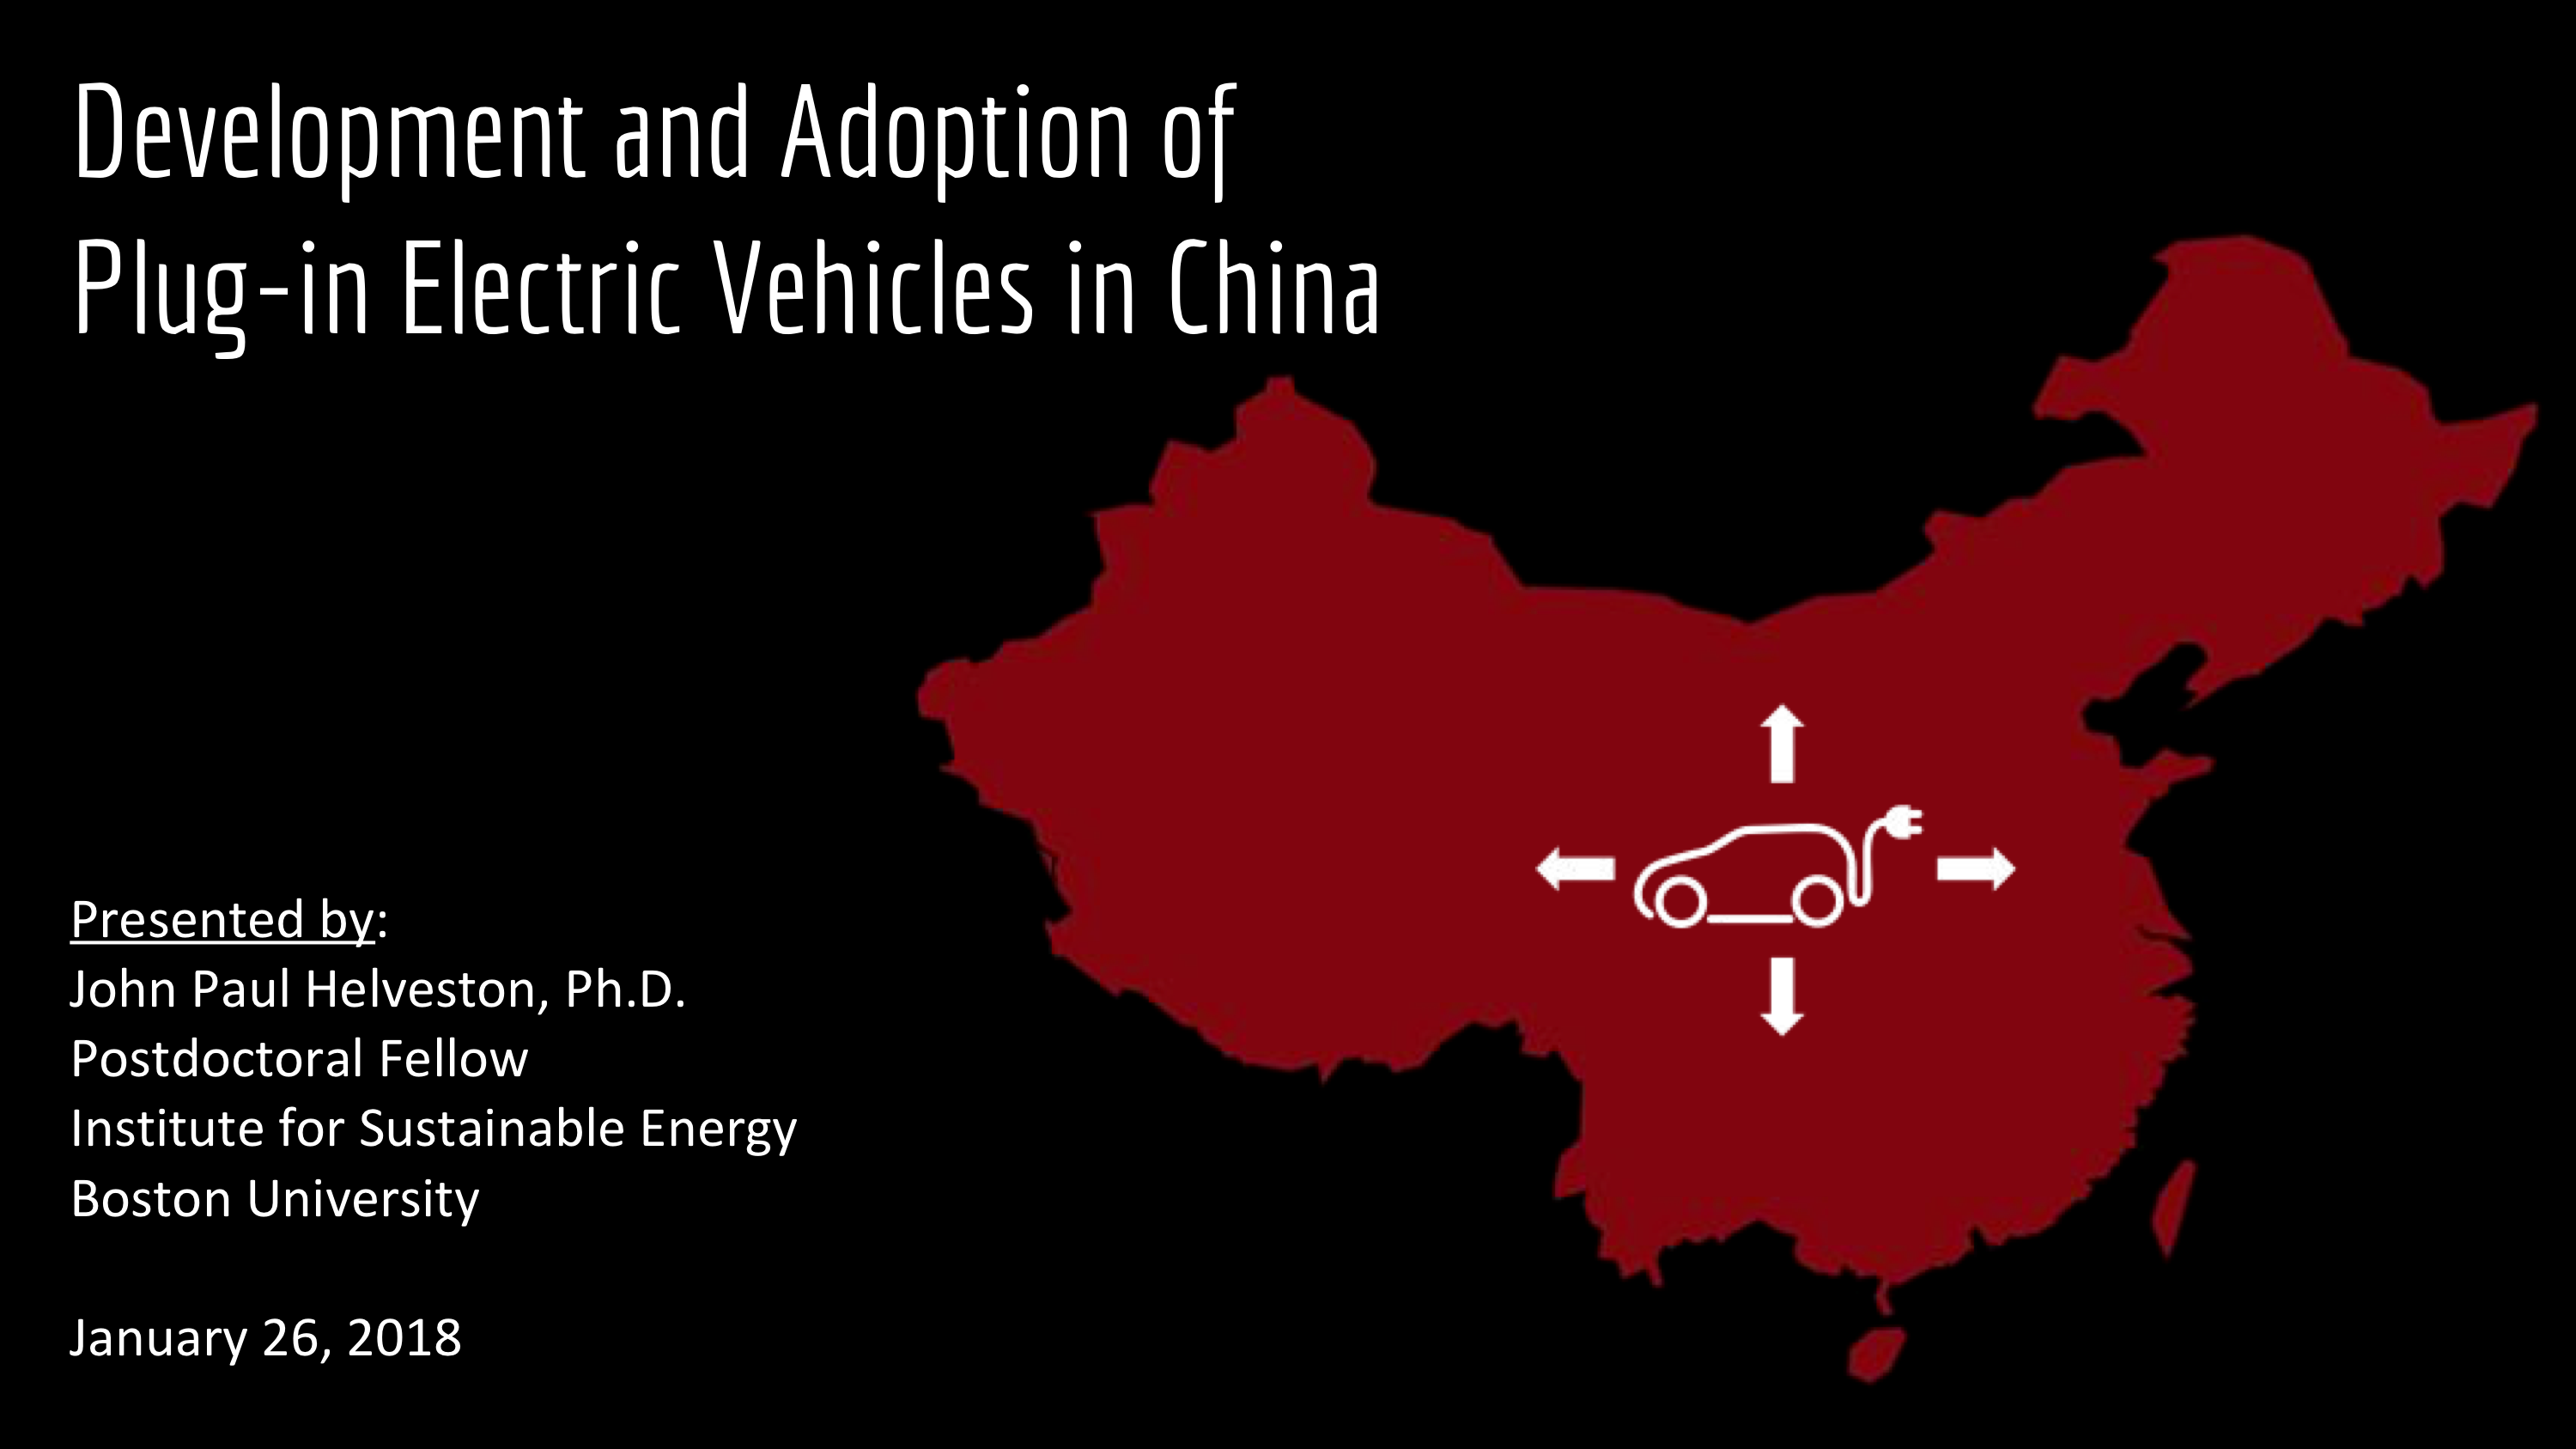 Development and Adoption of
Plug-in Electric Vehicles in China
Presented by:
John Paul Helveston, Ph.D.
Postdoctoral Fellow
Institute for Sustainable Energy
Boston University
January 26, 2018